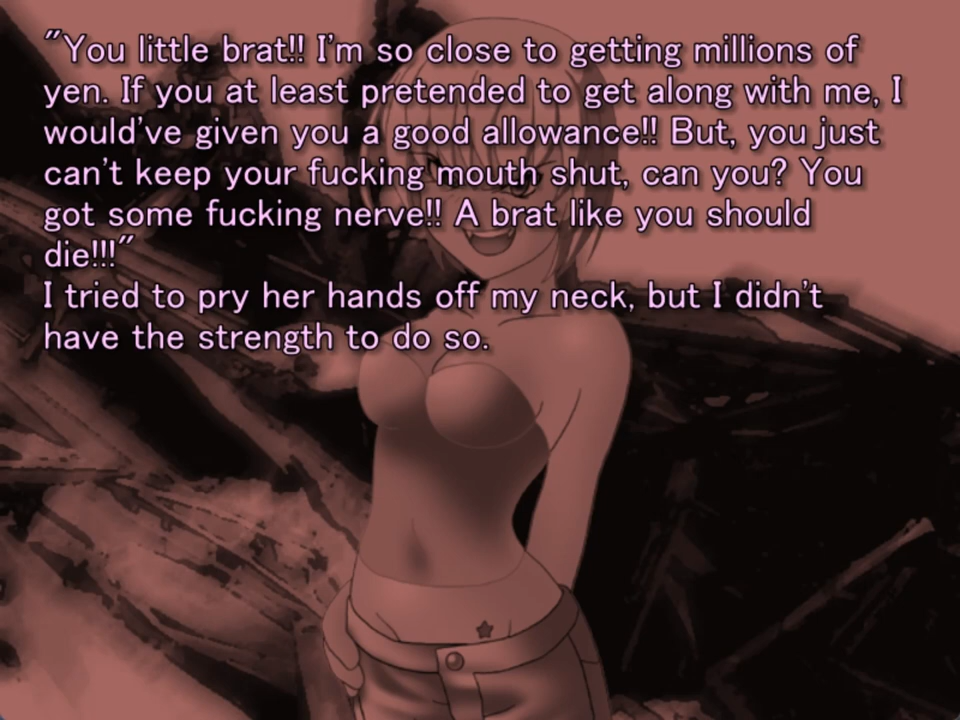 "You little brat!! I'm so close to getting millions of
yen. If you at least pretended to get along with me, I
would've given you a good allowance!! But, you just
can't keep your fucking mouth shut, can you? You
got some fucking nerve!! A brat like you should
die!!!"
I tried to pry her hands off my neck, but I didn't
have the strength to do so.